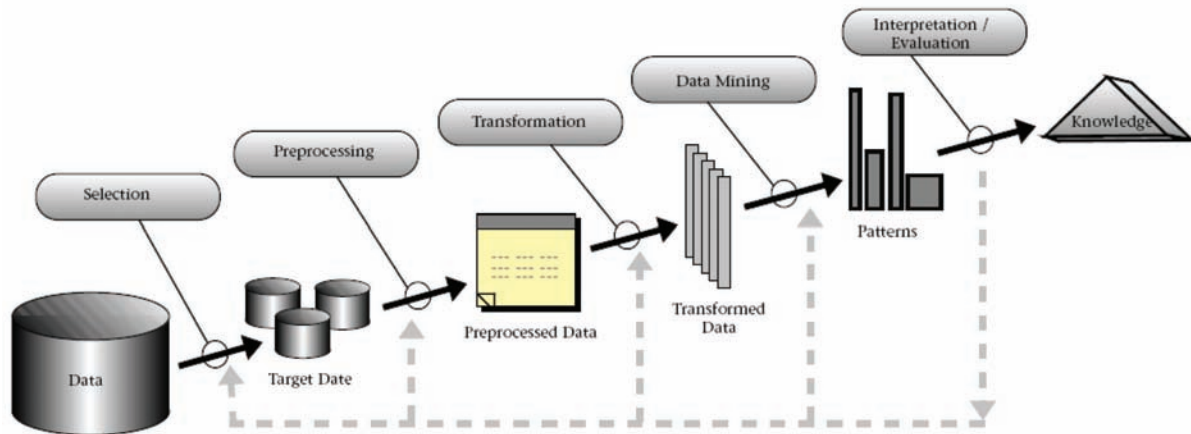 Interpretation /
Evaluation
Data Mining
Transformation
Preprocessing
Selection
Knowledge
Patterns
Transformed
Data
Preprocessed Data
Target Date
Data